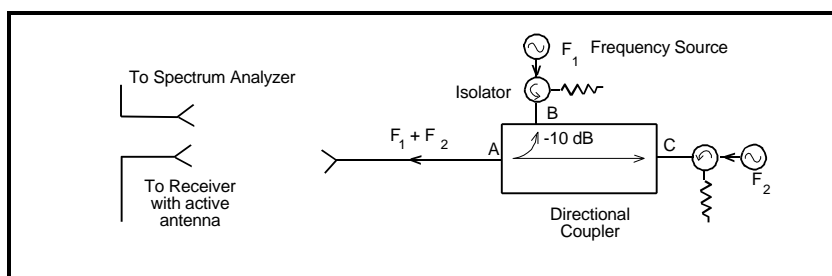 F1 Frequency Source
To Spectrum Analyzer
Isolator
B
F1 + F2
A
-10 dB
C
To Receiver
with active
antenna
F2
Directional
Coupler